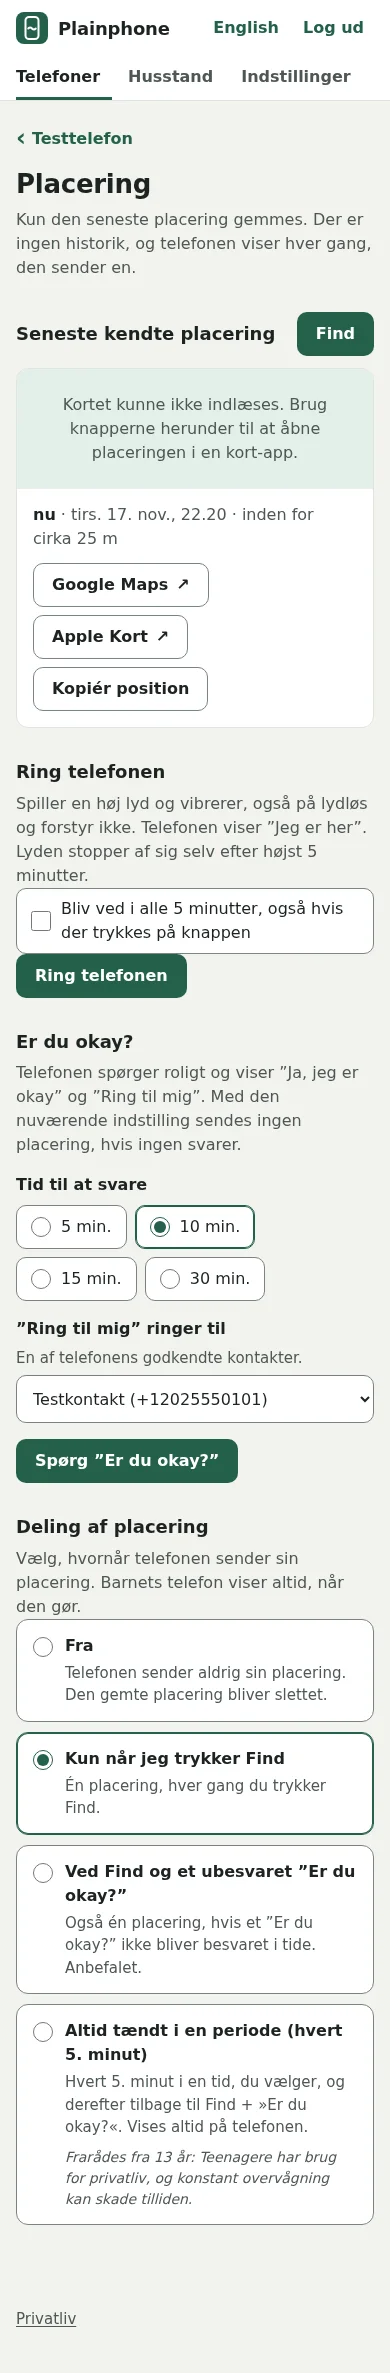 Plainphone
English
Log ud
Telefoner
Husstand
Indstillinger
‹ Testtelefon
Placering
Kun den seneste placering gemmes. Der er
ingen historik, og telefonen viser hver gang,
den sender en.
Seneste kendte placering
Find
Kortet kunne ikke indlæses. Brug
knapperne herunder til at åbne
placeringen i en kort-app.
nu · tirs. 17. nov., 22.20 · inden for
cirka 25 m
Google Maps ↗
Apple Kort ↗
Kopiér position
Ring telefonen
Spiller en høj lyd og vibrerer, også på lydløs
og forstyr ikke. Telefonen viser ”Jeg er her”.
Lyden stopper af sig selv efter højst 5
minutter.
Bliv ved i alle 5 minutter, også hvis
der trykkes på knappen
Ring telefonen
Er du okay?
Telefonen spørger roligt og viser ”Ja, jeg er
okay” og ”Ring til mig”. Med den
nuværende indstilling sendes ingen
placering, hvis ingen svarer.
Tid til at svare
5 min.
10 min.
15 min.
30 min.
”Ring til mig” ringer til
En af telefonens godkendte kontakter.
Testkontakt (+12025550101)
Spørg ”Er du okay?”
Deling af placering
Vælg, hvornår telefonen sender sin
placering. Barnets telefon viser altid, når
den gør.
Fra
Telefonen sender aldrig sin placering.
Den gemte placering bliver slettet.
Kun når jeg trykker Find
Én placering, hver gang du trykker
Find.
Ved Find og et ubesvaret ”Er du
okay?”
Også én placering, hvis et ”Er du
okay?” ikke bliver besvaret i tide.
Anbefalet.
Altid tændt i en periode (hvert
5. minut)
Hvert 5. minut i en tid, du vælger, og
derefter tilbage til Find + »Er du
okay?«. Vises altid på telefonen.
Frarådes fra 13 år: Teenagere har brug
for privatliv, og konstant overvågning
kan skade tilliden.
Privatliv